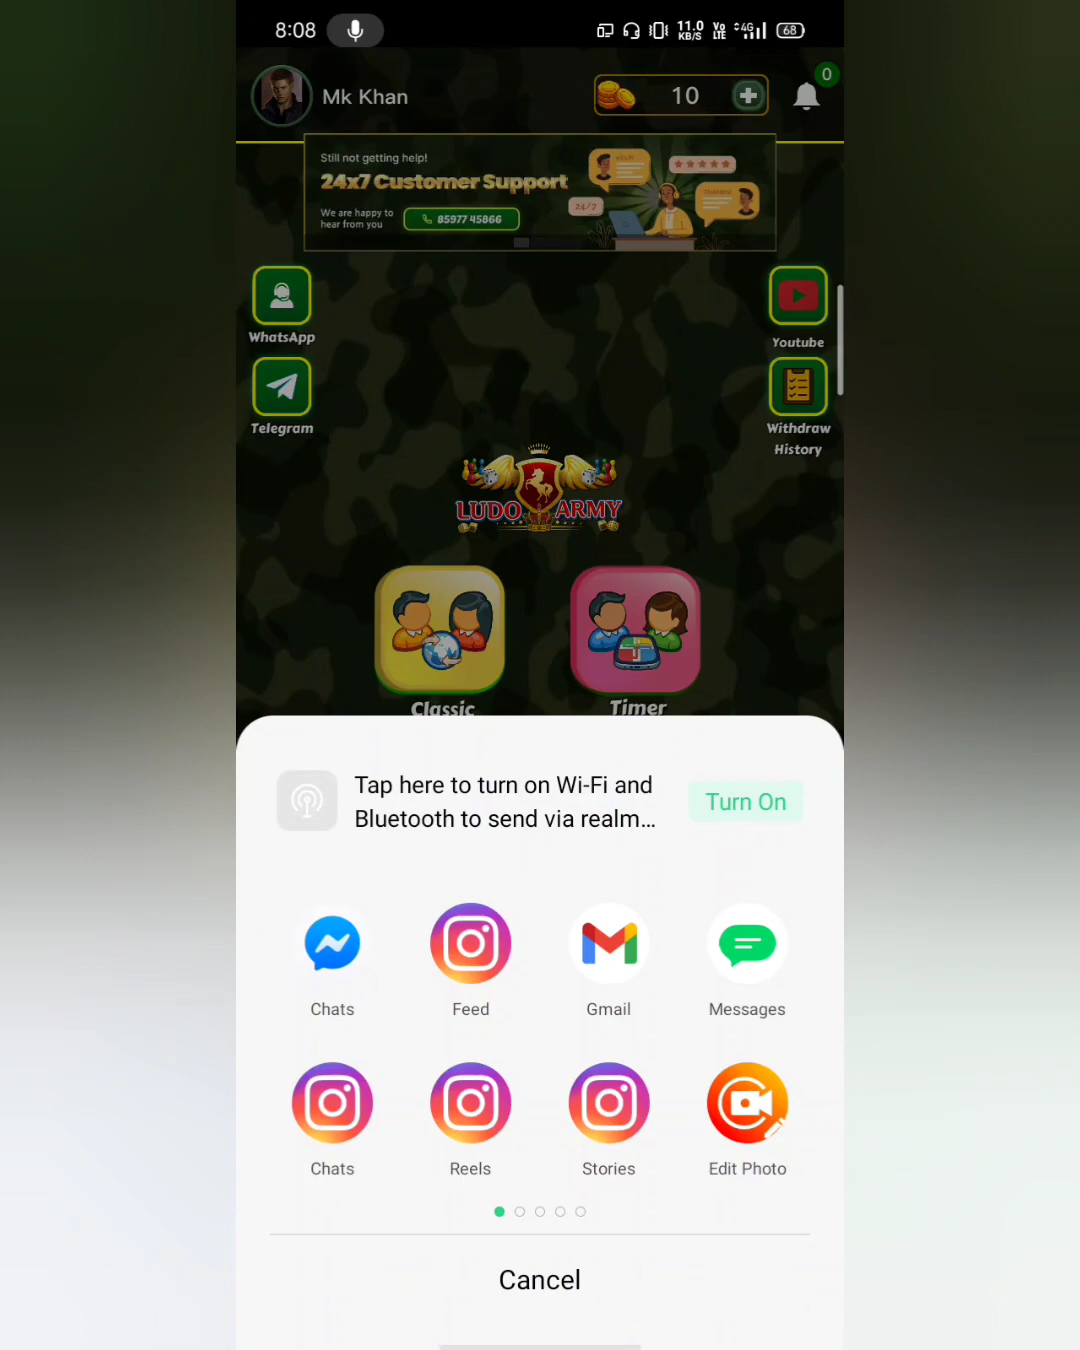 8:08
11.0
KB/S
Vo
LTE
4G
68
Mk Khan
10
0
Still not getting help!
24x7 Customer Support
We are happy to
hear from you
85977 45866
24/7
WhatsApp
Youtube
Telegram
Withdraw
History
LUDO ARMY
Classic
Timer
Tap here to turn on Wi-Fi and
Bluetooth to send via realm...
Turn On
Chats
Feed
Gmail
Messages
Chats
Reels
Stories
Edit Photo
Cancel